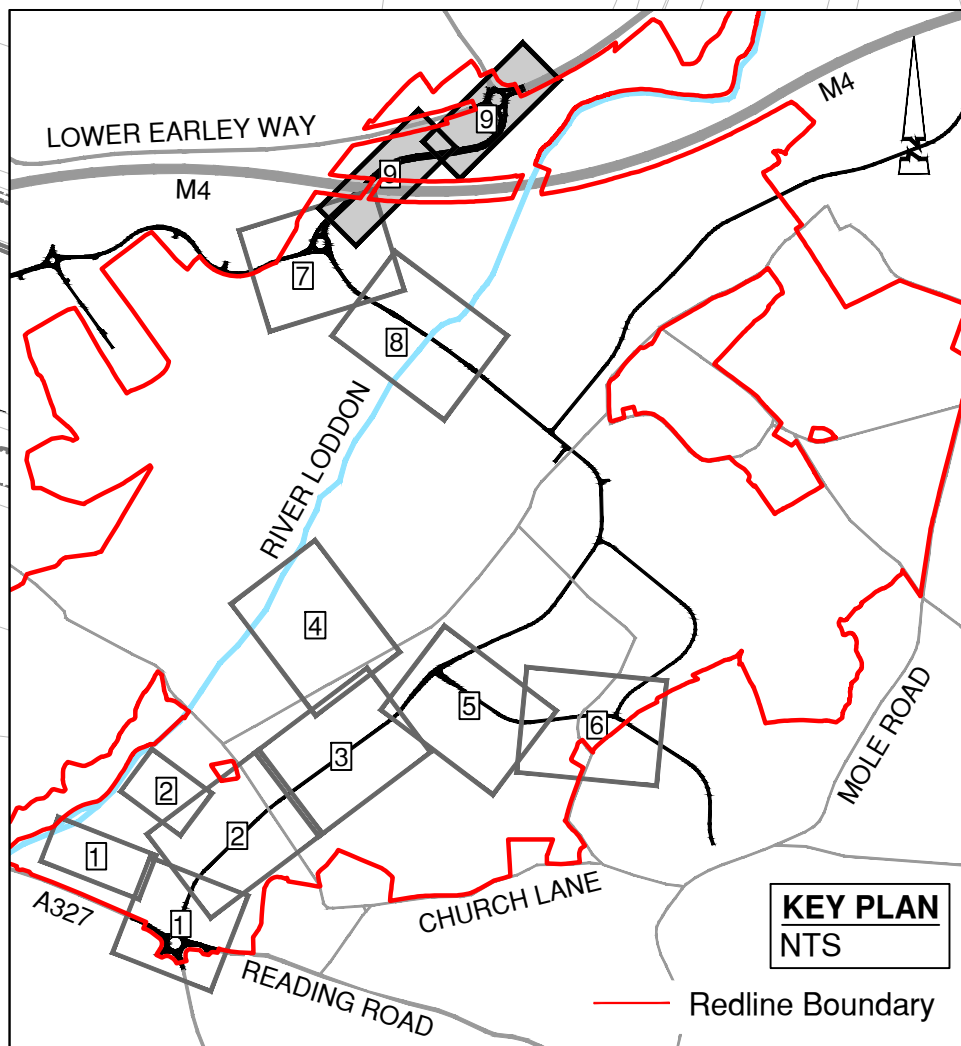 M4
LOWER EARLEY WAY
9
9
M4
N
7
8
RIVER LODDON
4
5
6
3
MOLE ROAD
2
2
1
A327
1
CHURCH LANE
READING ROAD
KEY PLAN
NTS
Redline Boundary